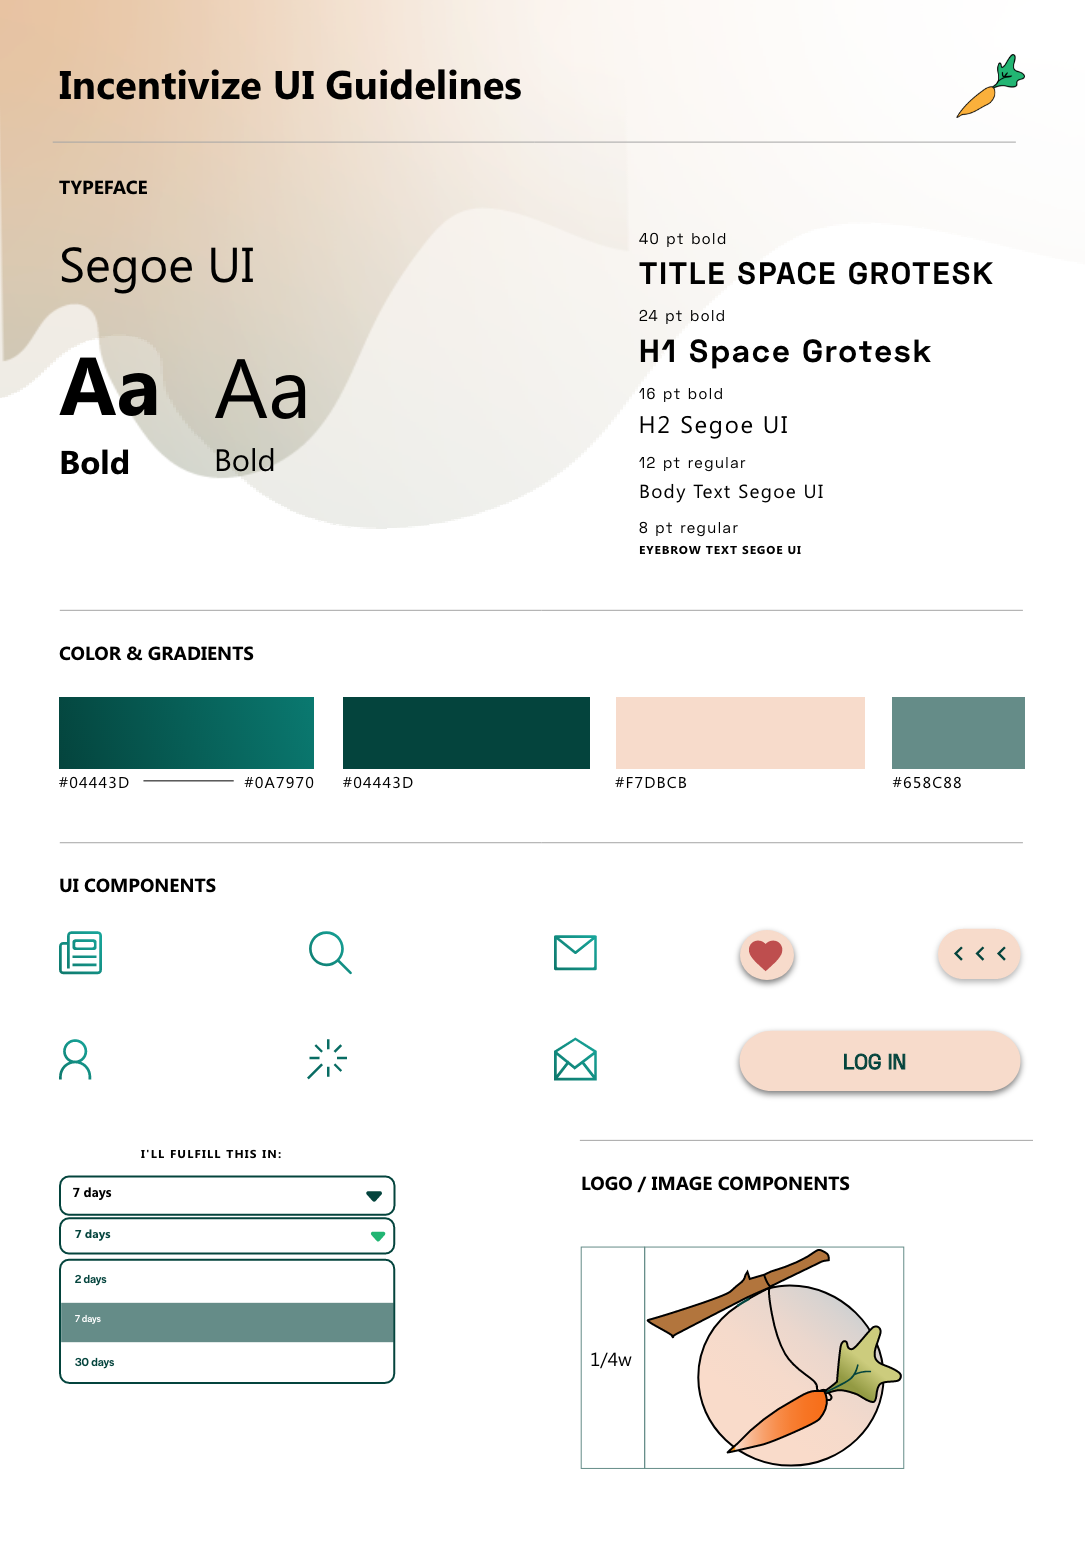 Incentivize UI Guidelines
TYPEFACE
Segoe UI
Aa Aa
Bold Bold
40 pt bold
TITLE SPACE GROTESK
24 pt bold
H1 Space Grotesk
16 pt bold
H2 Segoe UI
12 pt regular
Body Text Segoe UI
8 pt regular
EYEBROW TEXT SEGOE UI
COLOR & GRADIENTS
#04443D #0A7970 #04443D #F7DBCB #658C88
UI COMPONENTS
LOG IN
I'LL FULFILL THIS IN:
7 days
7 days
2 days
7 days
30 days
LOGO / IMAGE COMPONENTS
1/4w